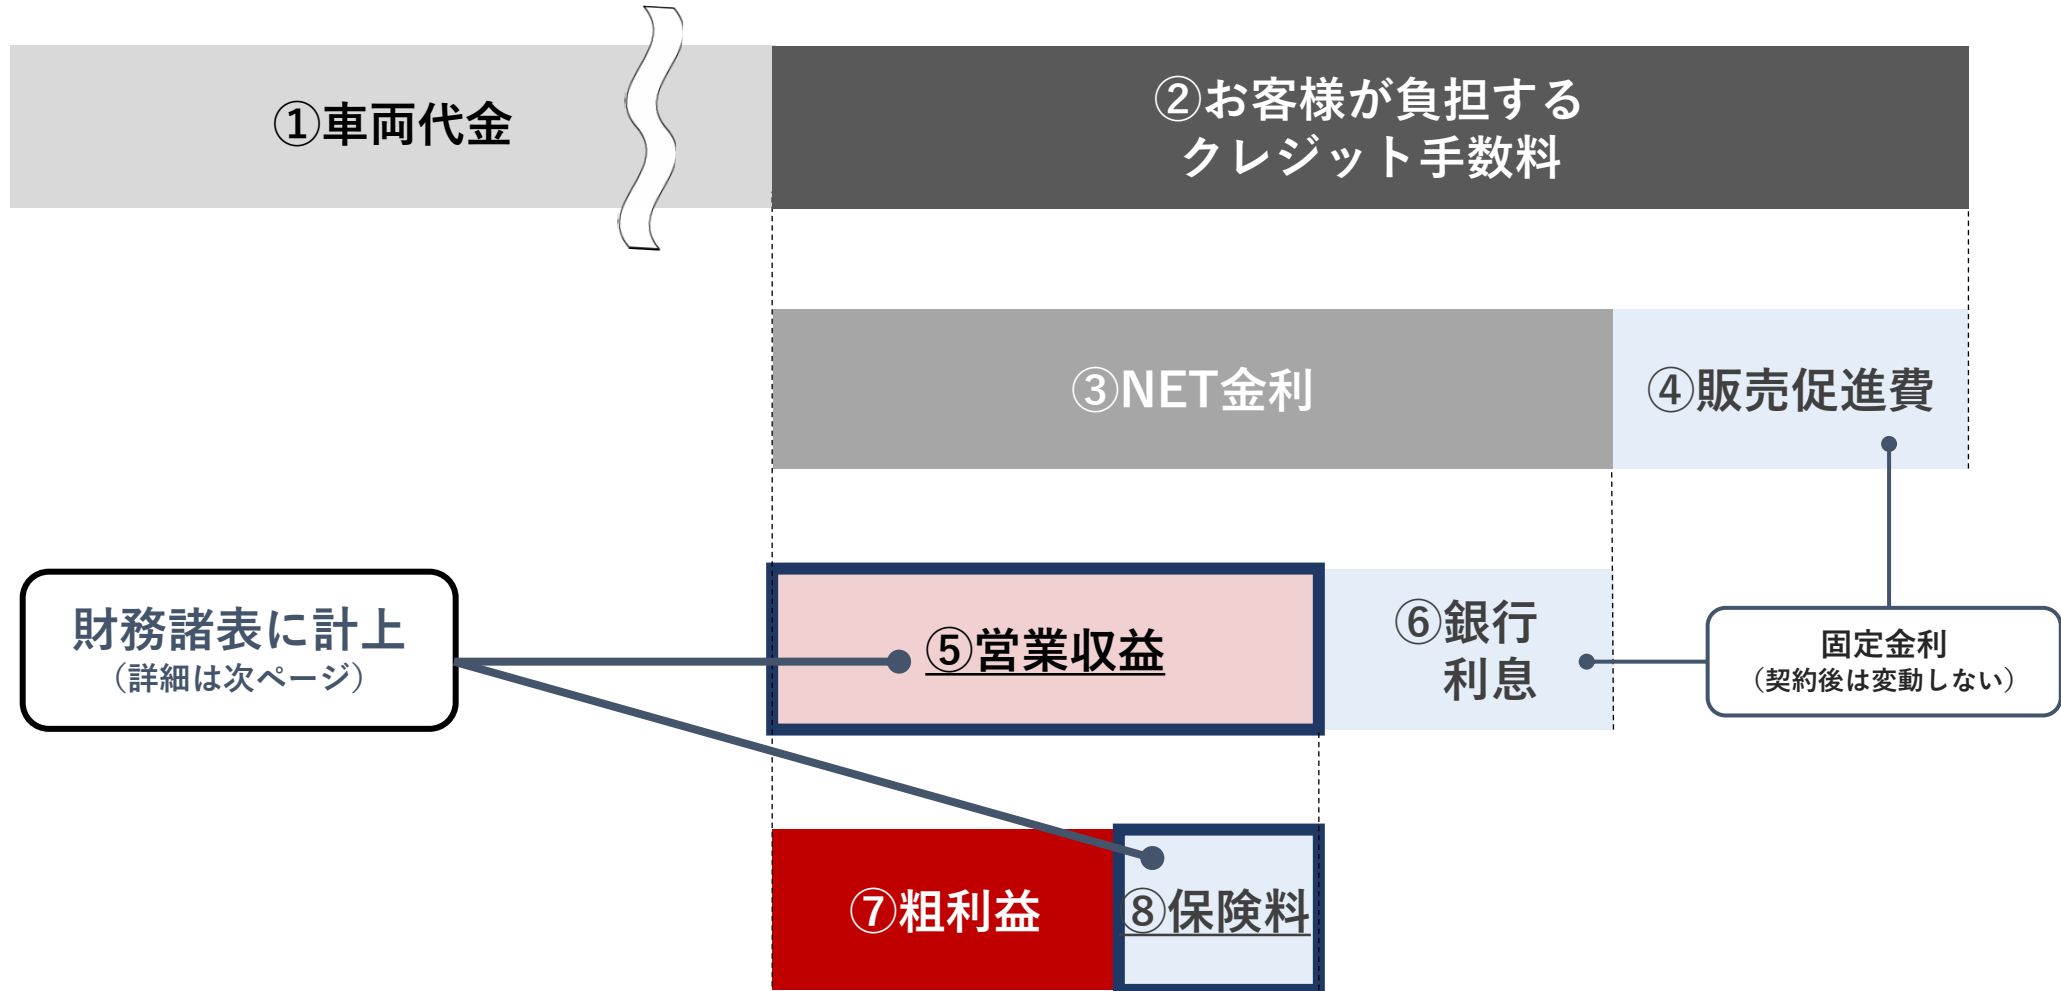 ①車両代金
②お客様が負担する
クレジット手数料
③NET金利
④販売促進費
財務諸表に計上
（詳細は次ページ）
⑤営業収益
⑥銀行
利息
固定金利
（契約後は変動しない）
⑦粗利益
⑧保険料